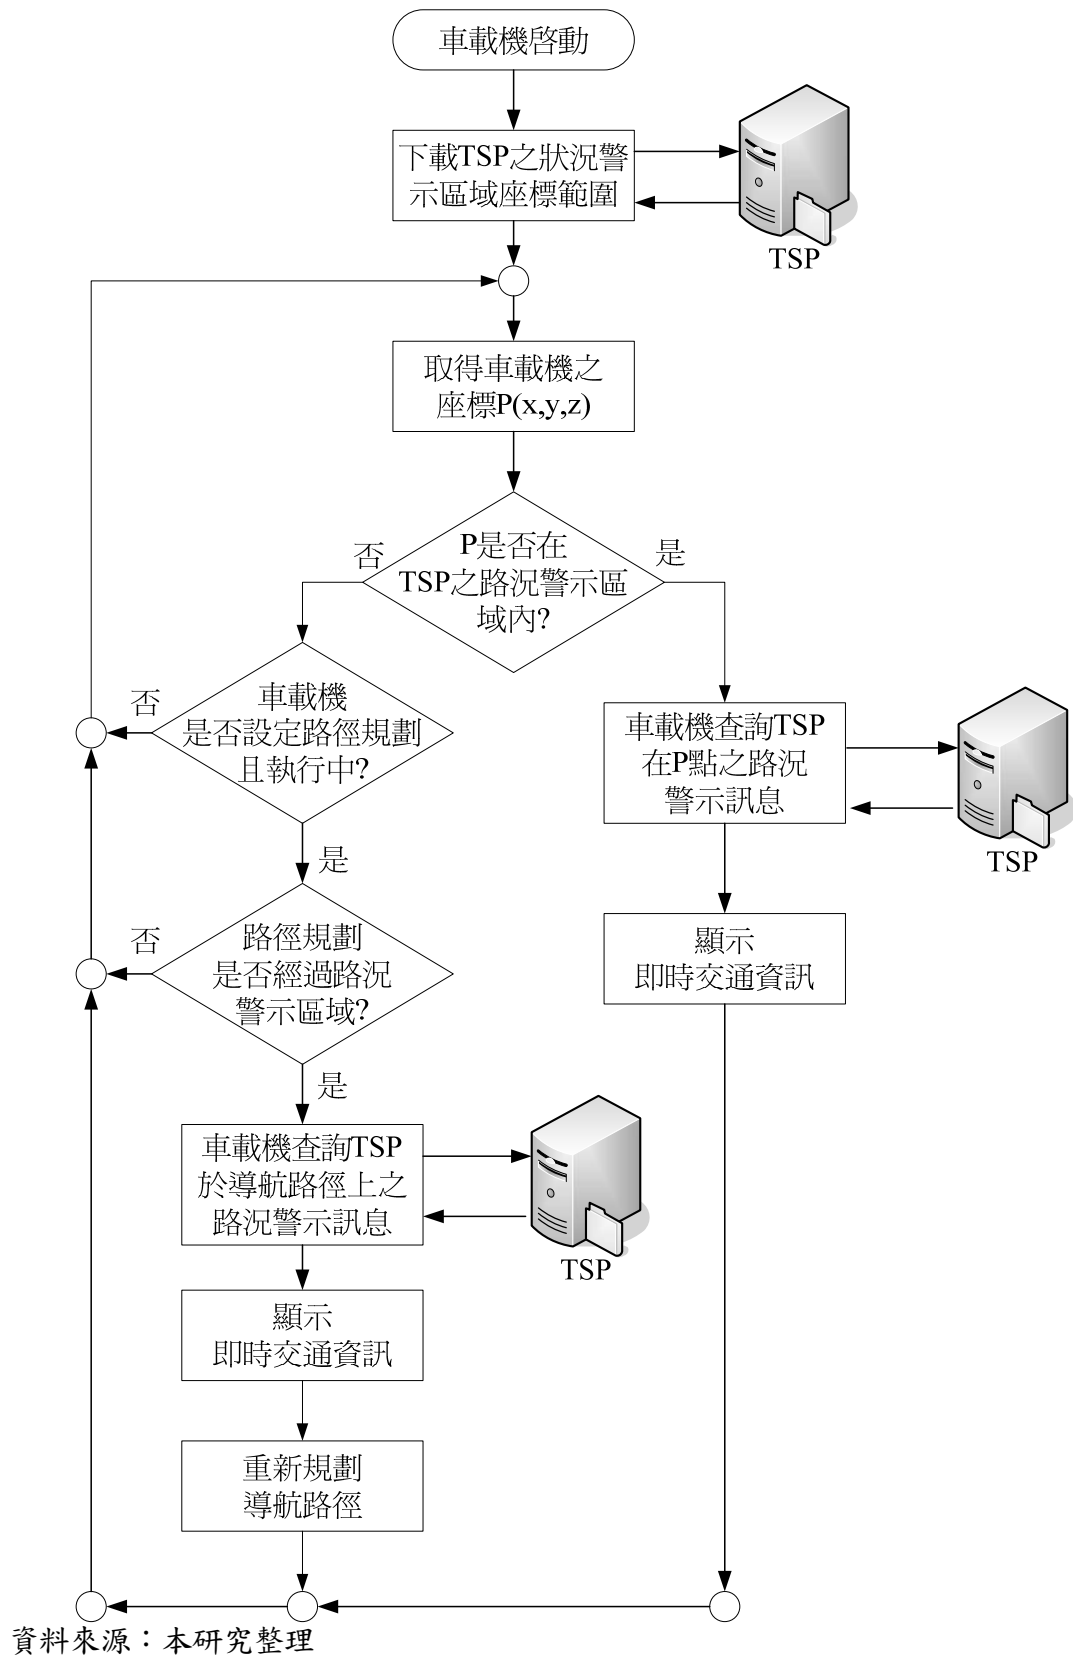 車載機啓動
下載TSP之狀況警
示區域座標範圍
TSP
取得車載機之
座標P(x,y,z)
P是否在
TSP之路況警示區
域內?
否
是
車載機
是否設定路徑規劃
且執行中?
否
是
車載機查詢TSP
在P點之路況
警示訊息
TSP
路徑規劃
是否經過路況
警示區域?
否
是
顯示
即時交通資訊
車載機查詢TSP
於導航路徑上之
路況警示訊息
TSP
顯示
即時交通資訊
重新規劃
導航路徑
資料來源：本研究整理